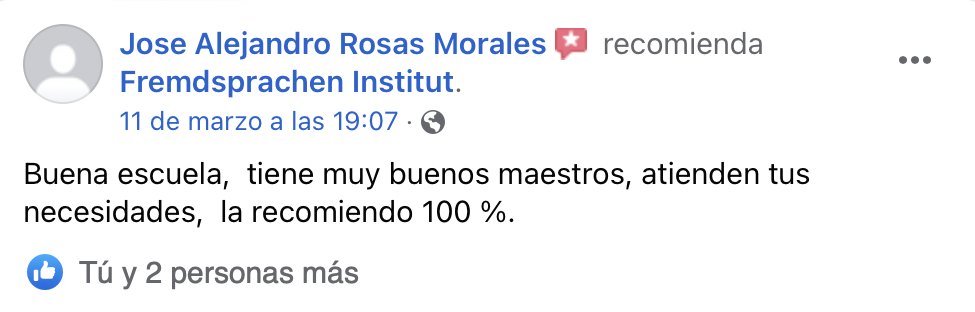 Jose Alejandro Rosas Morales recomienda
Fremdsprachen Institut.
11 de marzo a las 19:07 ·
Buena escuela,  tiene muy buenos maestros, atienden tus
necesidades,  la recomiendo 100 %.
Tú y 2 personas más